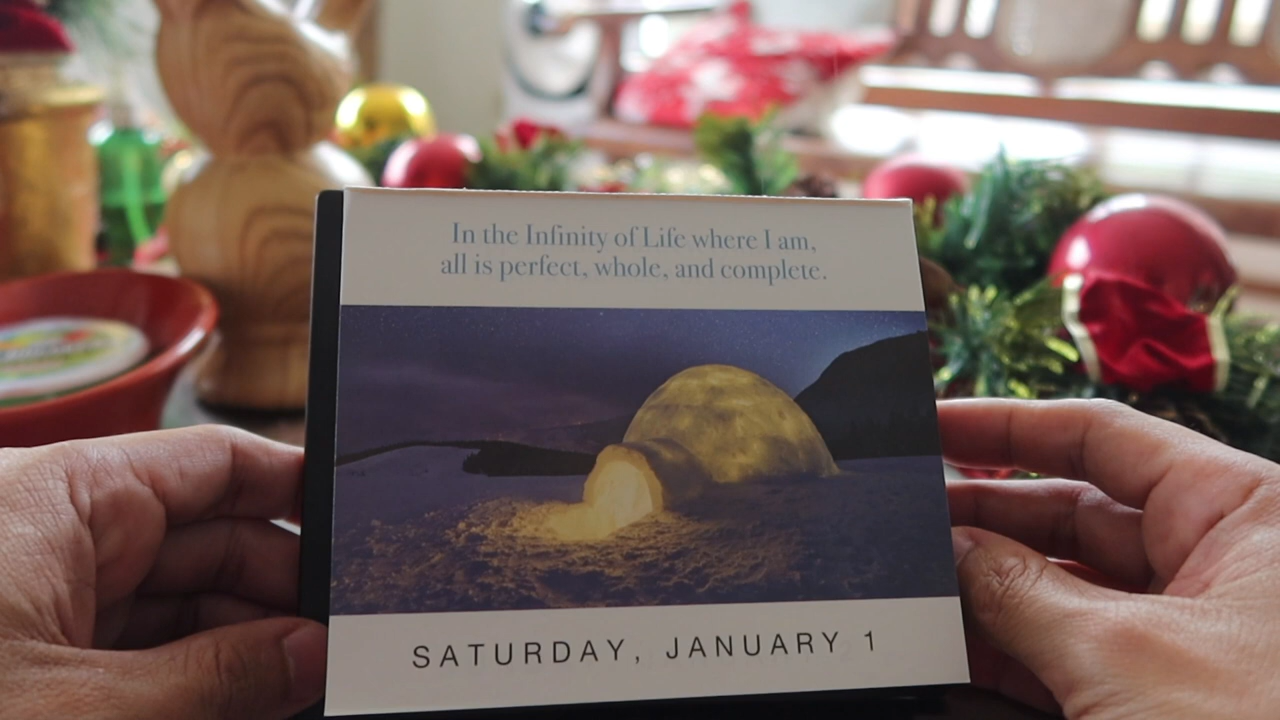 In the Infinity of Life where I am,
all is perfect, whole, and complete.
SATURDAY, JANUARY 1